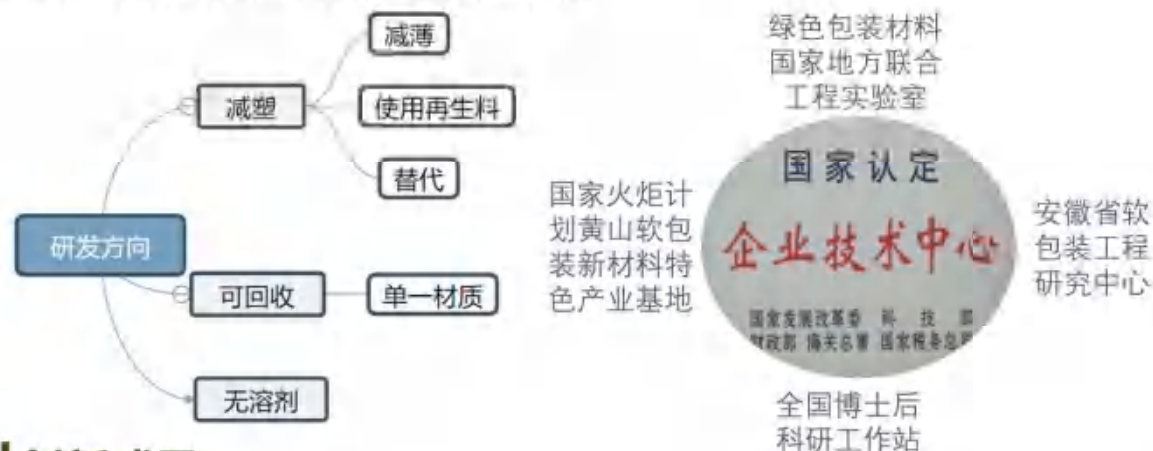 减薄
减塑
使用再生料
替代
研发方向
可回收
单一材质
无溶剂
绿色包装材料
国家地方联合
工程实验室
国家火炬计
划黄山软包
装新材料特
色产业基地
国家认定
企业技术中心
国家发展改革委 科 技 部
财政部 海关总署 国家税务总局
安徽省软
包装工程
研究中心
全国博士后
科研工作站